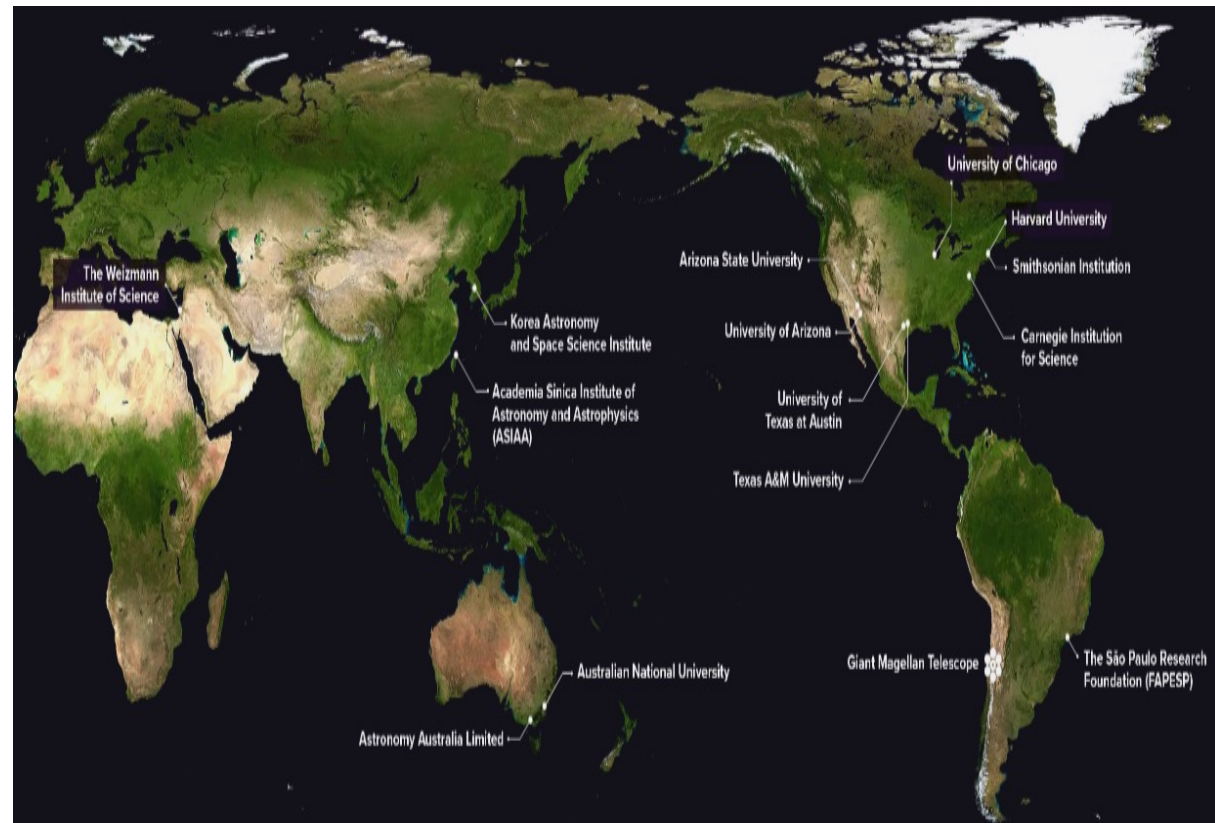 University of Chicago
Harvard University
Arizona State University
Smithsonian Institution
The Weizmann
Institute of Science
Korea Astronomy
and Space Science Institute
University of Arizona
Carnegie Institution
for Science
Academia Sinica Institute of
Astronomy and Astrophysics
(ASIAA)
University of
Texas at Austin
Texas A&M University
Giant Magellan Telescope
The São Paulo Research
Foundation (FAPESP)
Australian National University
Astronomy Australia Limited